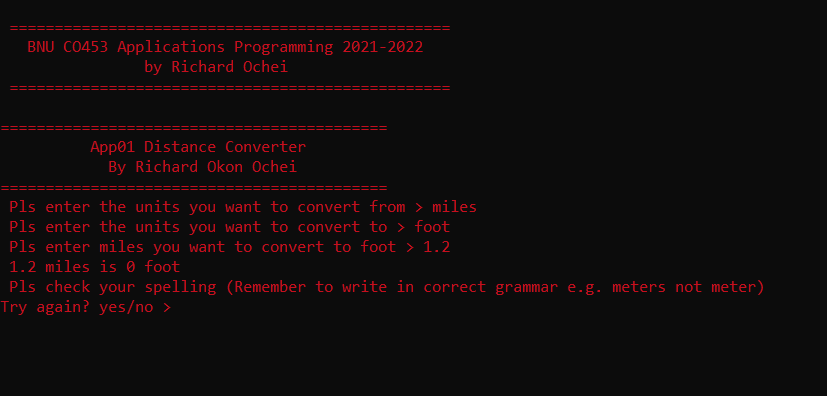 =================================================
BNU CO453 Applications Programming 2021-2022
by Richard Ochei
=================================================
===========================================
App01 Distance Converter
By Richard Okon Ochei
===========================================
Pls enter the units you want to convert from > miles
Pls enter the units you want to convert to > foot
Pls enter miles you want to convert to foot > 1.2
1.2 miles is 0 foot
Pls check your spelling (Remember to write in correct grammar e.g. meters not meter)
Try again? yes/no >